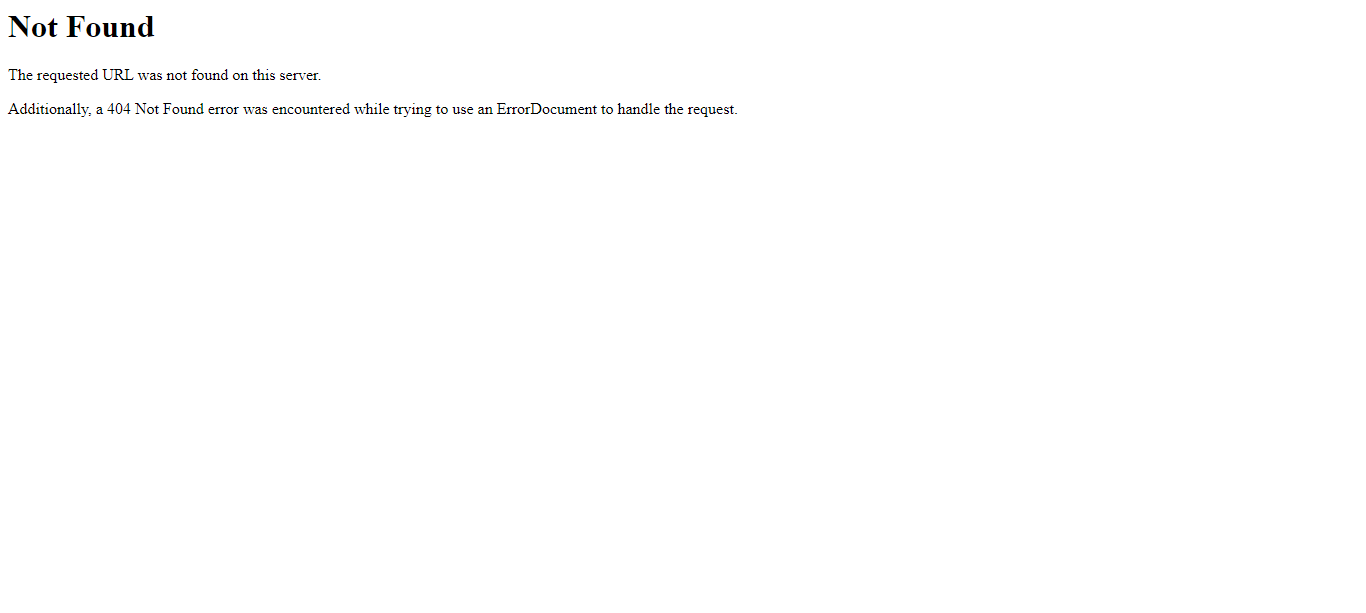 Not Found
The requested URL was not found on this server.
Additionally, a 404 Not Found error was encountered while trying to use an ErrorDocument to handle the request.